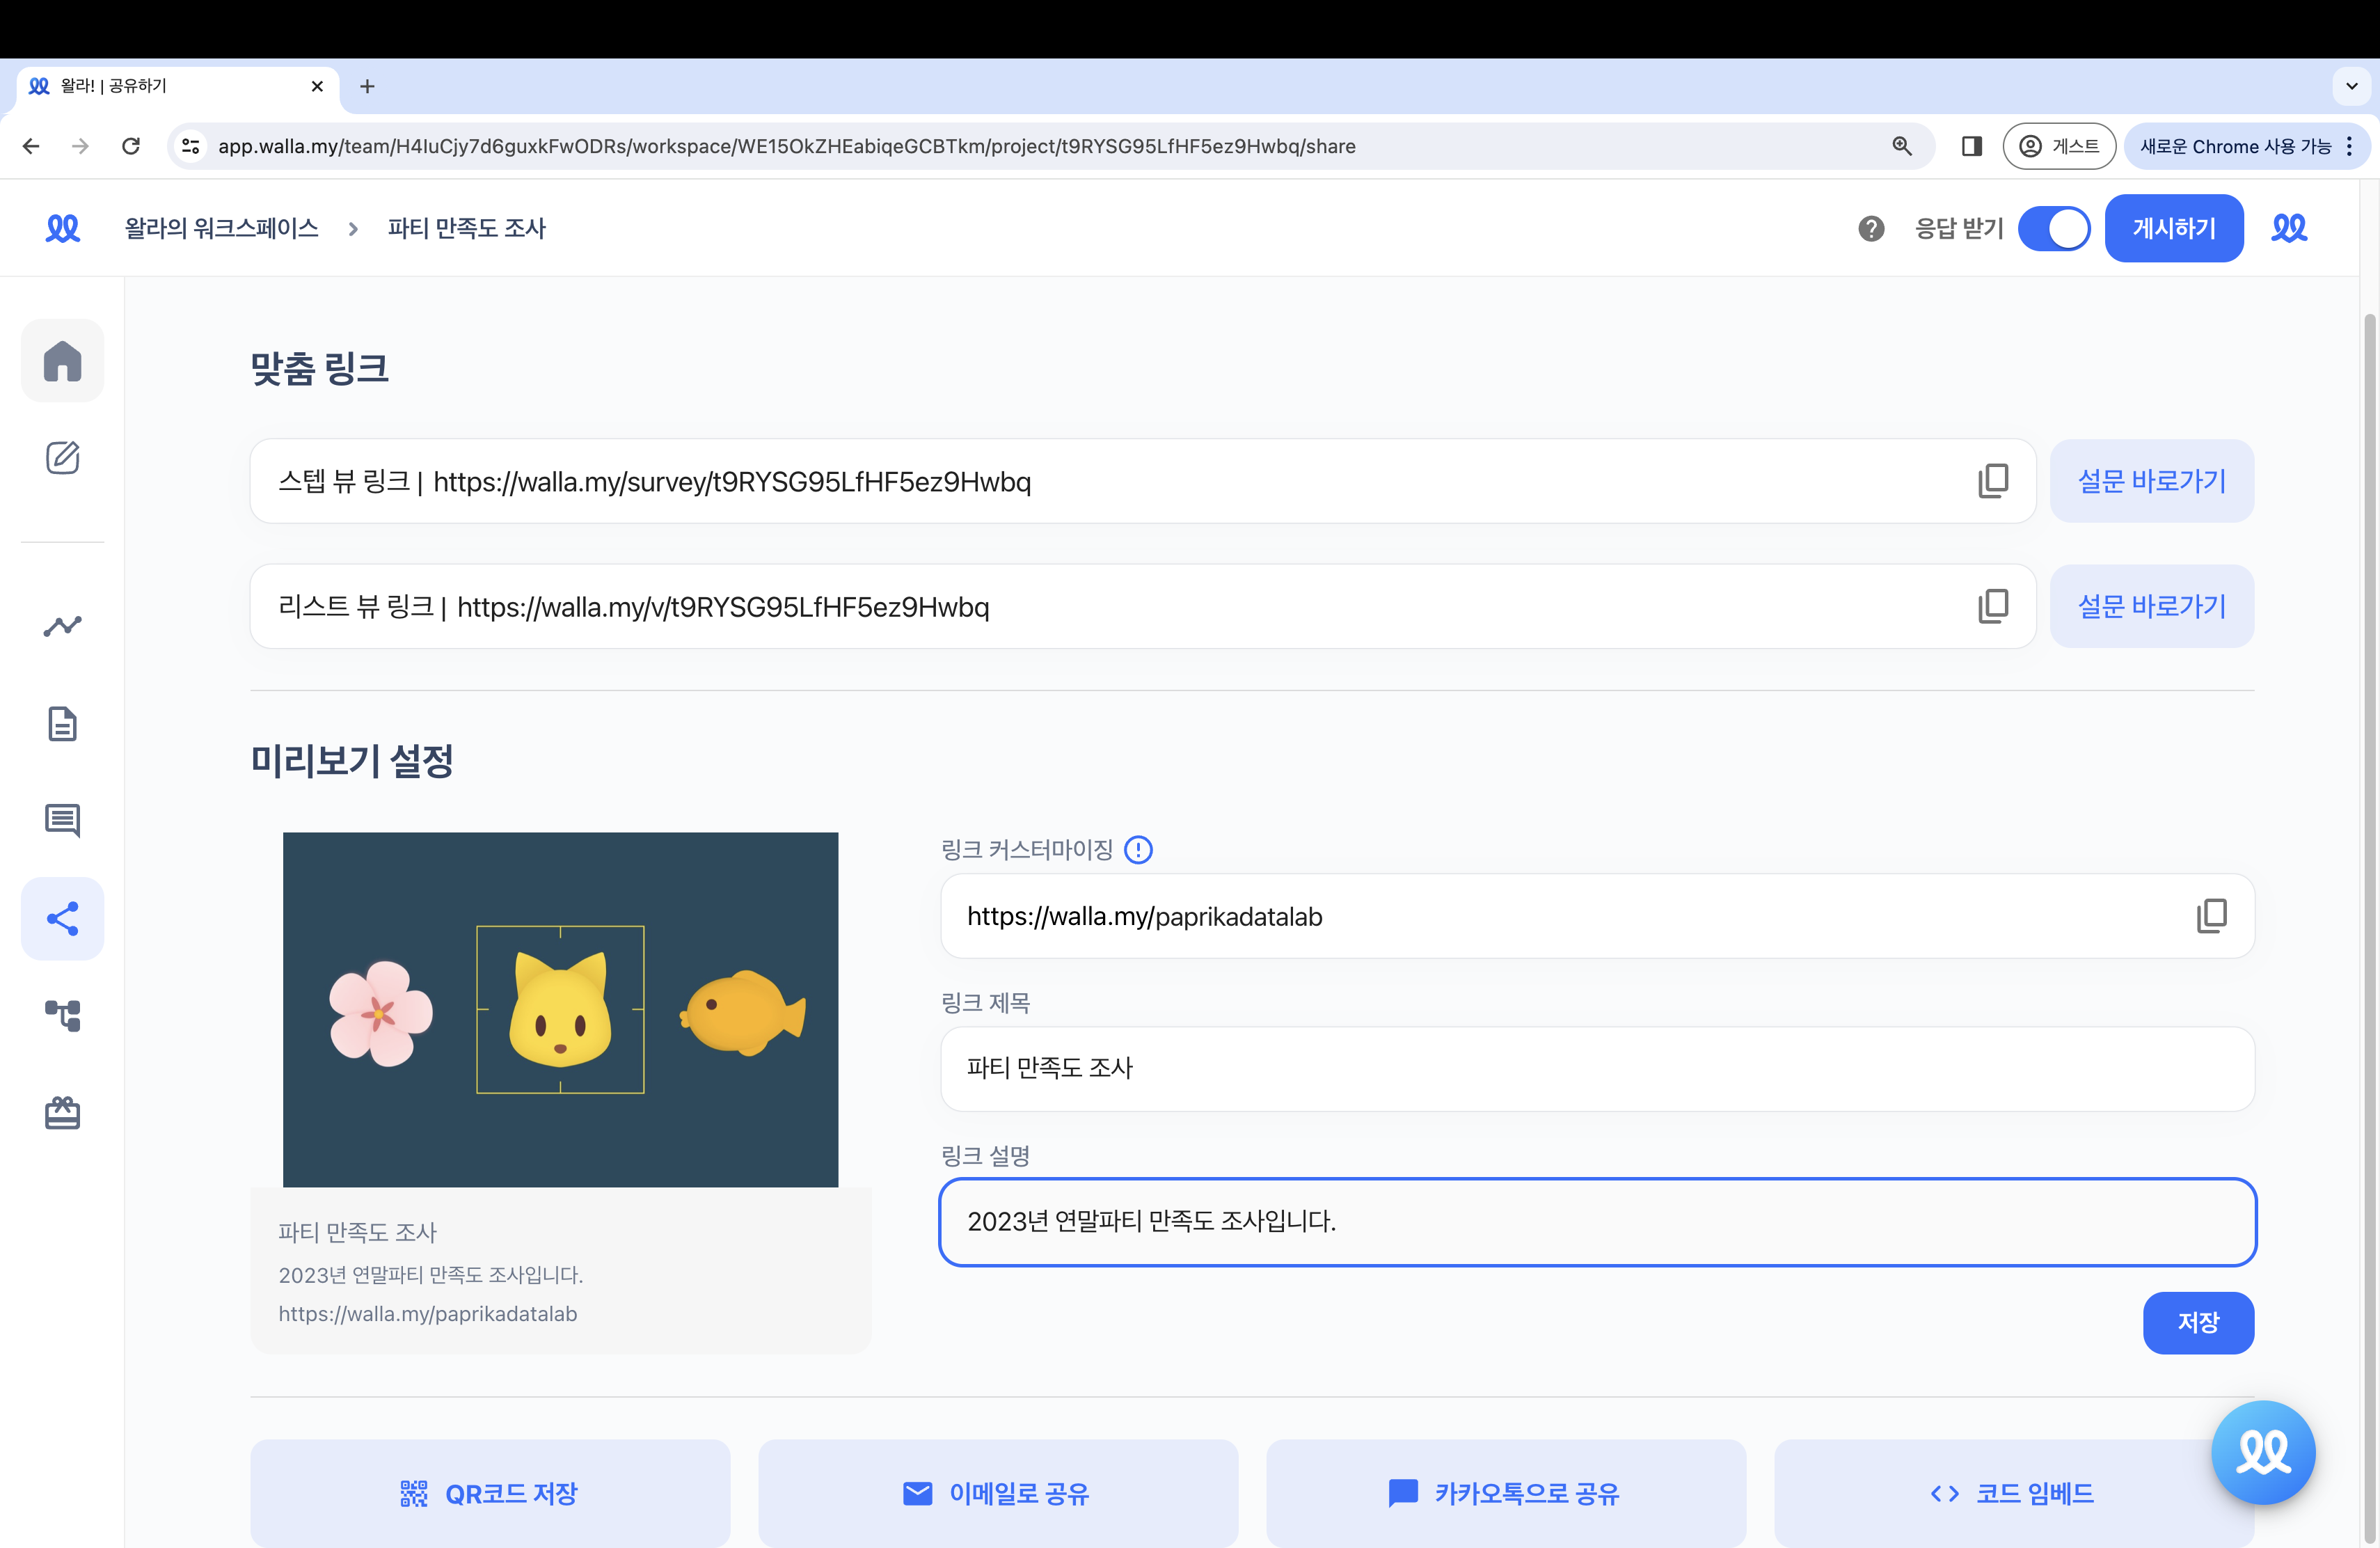 왈라! | 공유하기
app.walla.my/team/H4IuCjy7d6guxkFwODRs/workspace/WE15OkZHEabiqeGCBTkm/project/t9RYSG95LfHF5ez9Hwbq/share
게스트
새로운 Chrome 사용 가능
왈라의 워크스페이스
파티 만족도 조사
응답 받기
게시하기
맞춤 링크
스텝 뷰 링크 | https://walla.my/survey/t9RYSG95LfHF5ez9Hwbq
설문 바로가기
리스트 뷰 링크 | https://walla.my/v/t9RYSG95LfHF5ez9Hwbq
설문 바로가기
미리보기 설정
파티 만족도 조사
2023년 연말파티 만족도 조사입니다.
https://walla.my/paprikadatalab
링크 커스터마이징
https://walla.my/paprikadatalab
링크 제목
파티 만족도 조사
링크 설명
2023년 연말파티 만족도 조사입니다.
저장
QR코드 저장
이메일로 공유
카카오톡으로 공유
코드 임베드